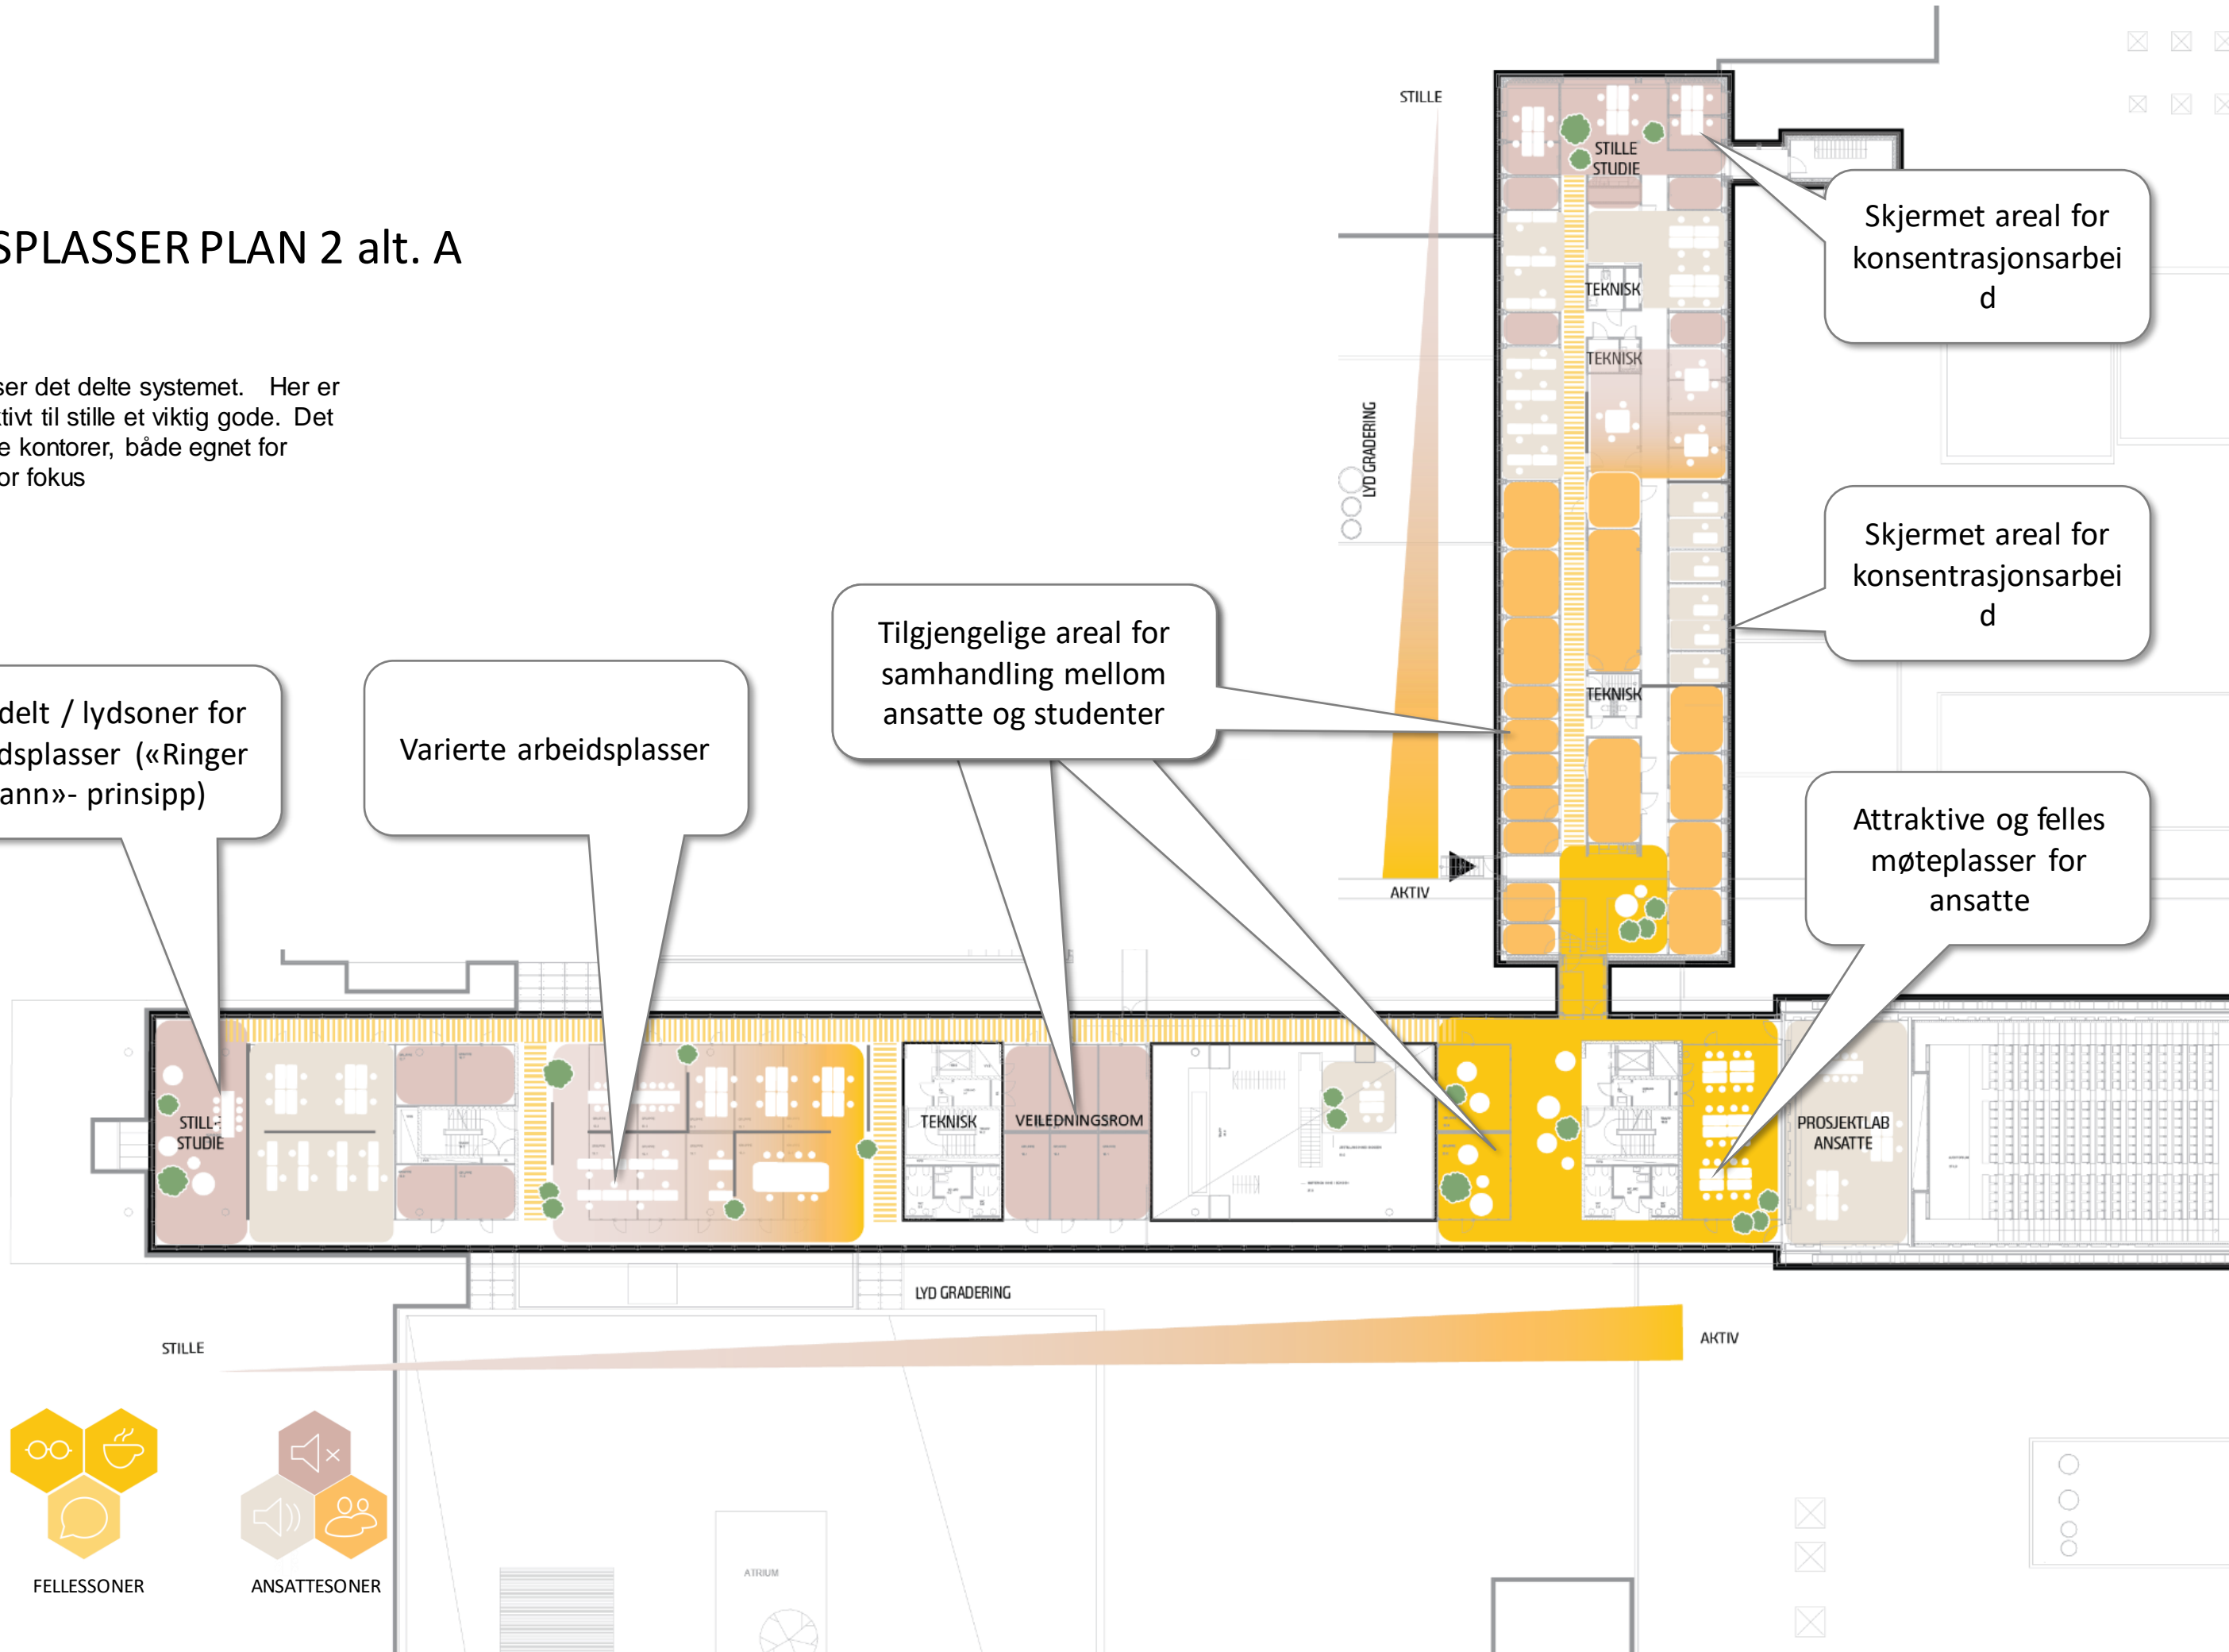 STILLE
STILLE
STUDIE
Skjermet areal for
konsentrasjonsarbei
d
SPLASSER PLAN 2 alt. A
TEKNISK
TEKNISK
ser det delte systemet. Her er
ktivt til stille et viktig gode. Det
e kontorer, både egnet for
or fokus
LYD GRADERING
Skjermet areal for
konsentrasjonsarbei
d
Tilgjengelige areal for
samhandling mellom
ansatte og studenter
TEKNISK
delt / lydsoner for
dsplasser («Ringer
ann»- prinsipp)
Varierte arbeidsplasser
Attraktive og felles
møteplasser for
ansatte
AKTIV
STILLE
STUDIE
TEKNISK
VEILEDNINGSROM
PROSJEKTLAB
ANSATTE
LYD GRADERING
STILLE
AKTIV
FELLESSONER
ANSATTESONER
ATRIUM